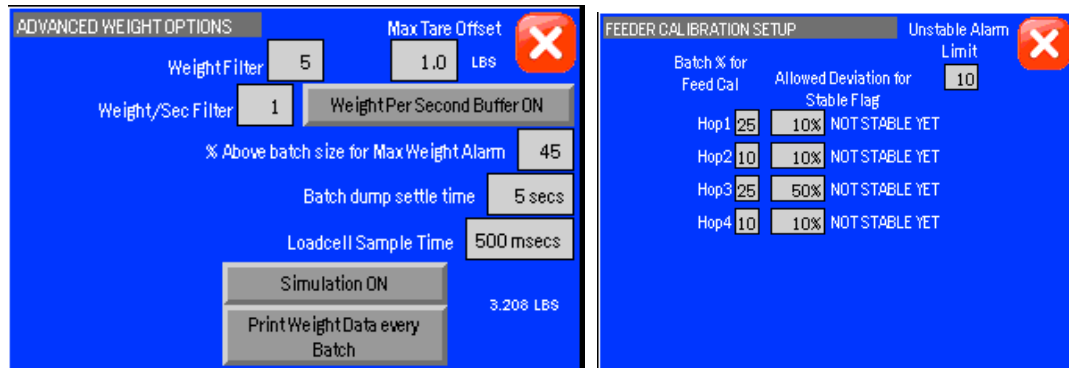 ADVANCED WEIGHT OPTIONS
Max Tare Offset
Weight Filter 5 1.0 LBS
Weight/Sec Filter 1 Weight Per Second Buffer ON
% Above batch size for Max Weight Alarm 45
Batch dump settle time 5 secs
Loadcell Sample Time 500 msecs
Simulation ON
3.208 LBS
Print Weight Data every
Batch
FEEDER CALIBRATION SETUP
Unstable Alarm
Limit
10
Batch % for
Feed Cal
Allowed Deviation for
Stable Flag
Hop1 25 10% NOT STABLE YET
Hop2 10 10% NOT STABLE YET
Hop3 25 50% NOT STABLE YET
Hop4 10 10% NOT STABLE YET